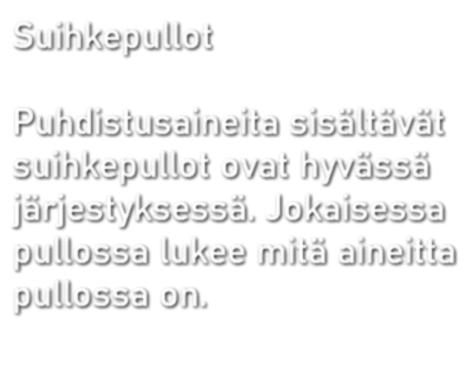 Suihkepullot
Puhdistusaineita sisältävät
suihkepullot ovat hyvässä
järjestyksessä. Jokaisessa
pullossa lukee mitä aineitta
pullossa on.